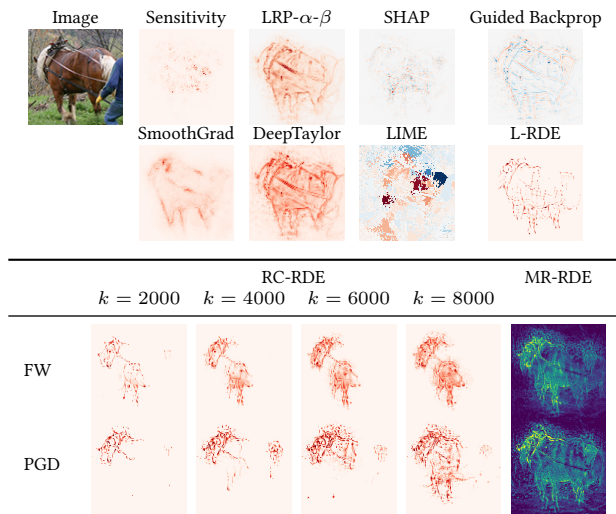 Image Sensitivity LRP-α-β SHAP Guided Backprop
SmoothGrad DeepTaylor LIME L-RDE
RC-RDE MR-RDE
k = 2000 k = 4000 k = 6000 k = 8000
FW
PGD